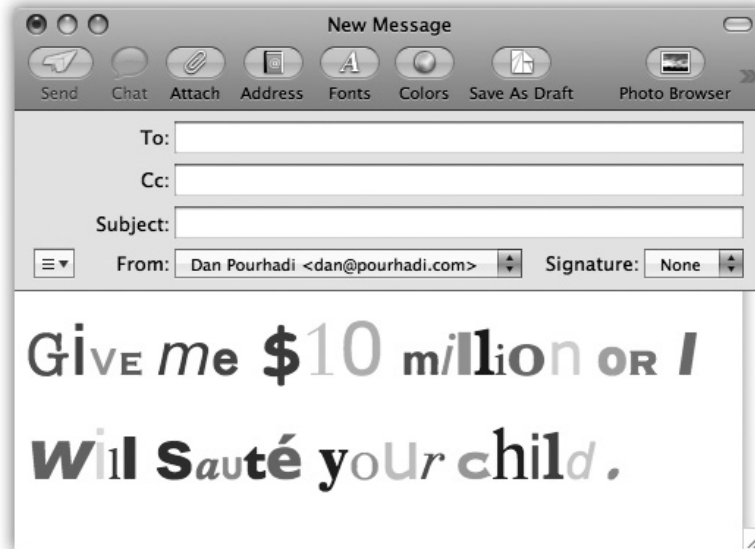 New Message
Send Chat Attach Address Fonts Colors Save As Draft Photo Browser
To:
Cc:
Subject:
From: Dan Pourhadi <dan@pourhadi.com> Signature: None
GiVE me $10 million OR I
Will Sauté your child.